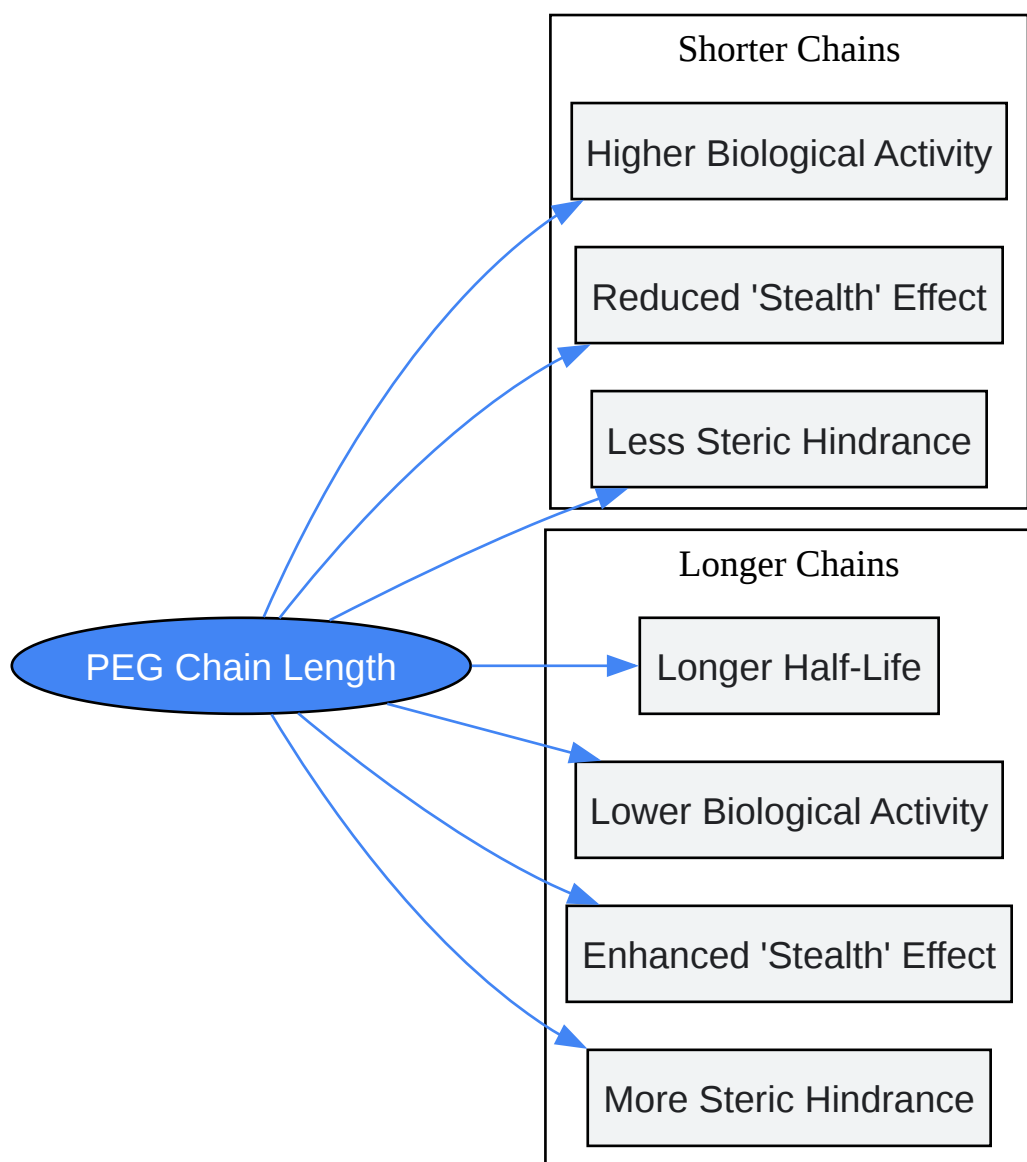 Shorter Chains
Higher Biological Activity
Reduced 'Stealth' Effect
Less Steric Hindrance
Longer Chains
PEG Chain Length
Longer Half-Life
Lower Biological Activity
Enhanced 'Stealth' Effect
More Steric Hindrance